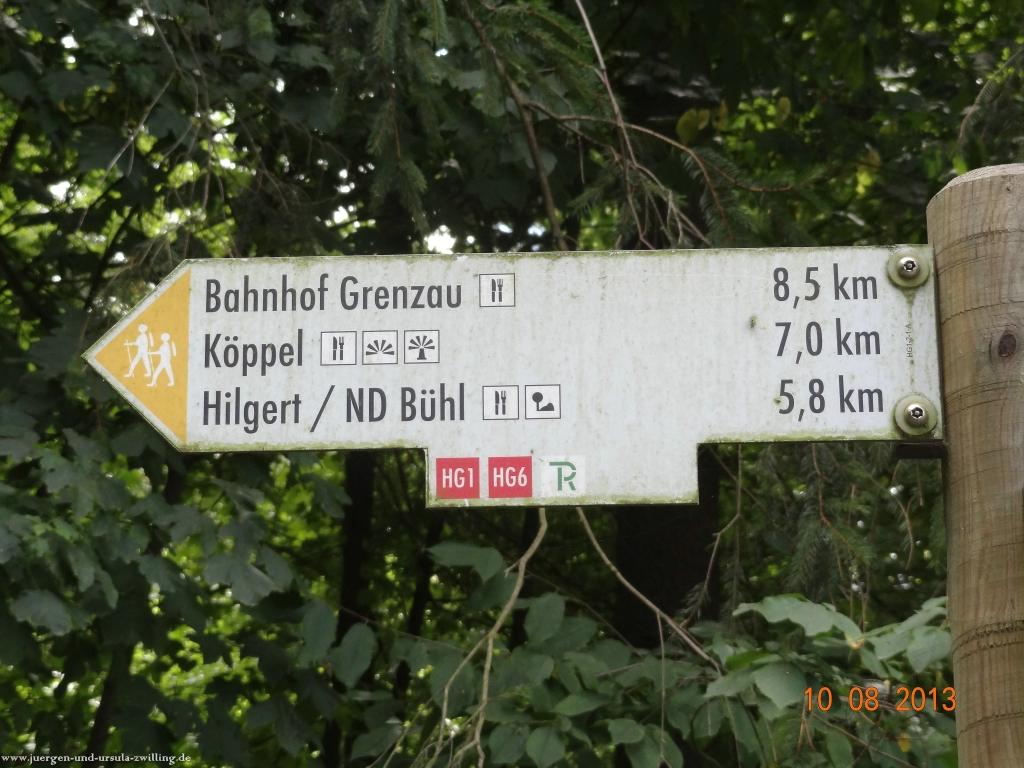 Bahnhof Grenzau 8,5 km
Köppel 7,0 km
Hilgert / ND Bühl 5,8 km
HG1 HG6 R
10 08 2013
www.juergen-und-ursula-zwilling.de